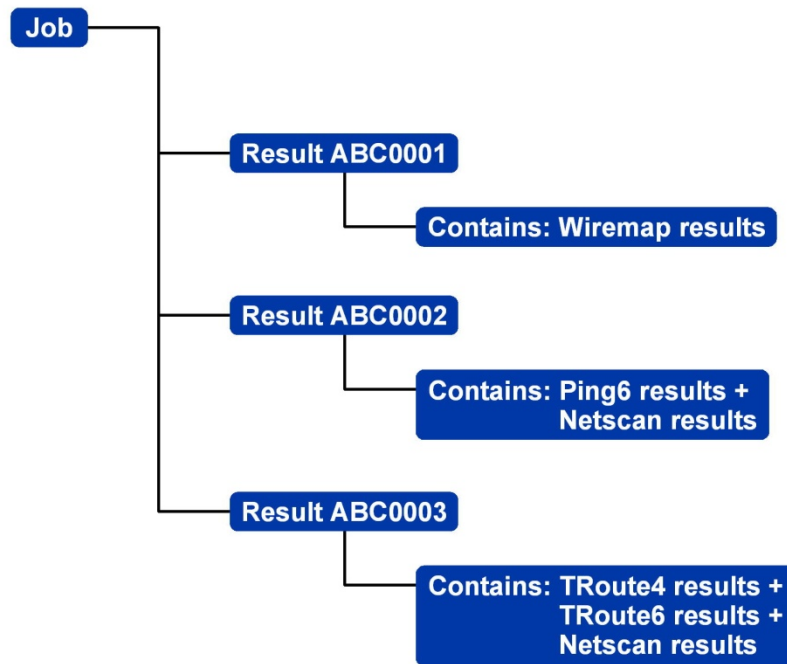 Job
Result ABC0001
Contains: Wiremap results
Result ABC0002
Contains: Ping6 results +
Netscan results
Result ABC0003
Contains: TRoute4 results +
TRoute6 results +
Netscan results